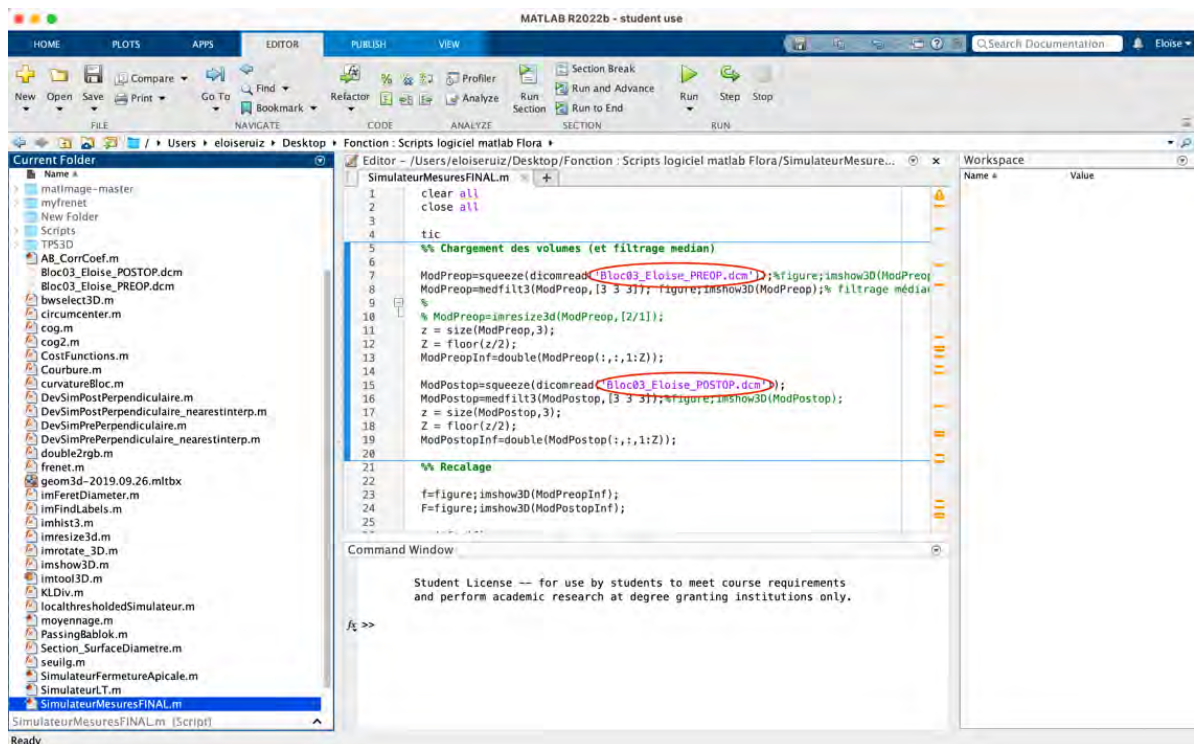 MATLAB R2022b - student use
HOME PLOTS APPS EDITOR PUBLISH VIEW Search Documentation Eloise
New Open Save Compare Print Go To Find Bookmark Refactor Profiler Analyze Run Section Section Break Run and Advance Run to End Run Step Stop
FILE NAVIGATE CODE ANALYZE SECTION RUN
/ Users eloiseruiz Desktop Fonction : Scripts logiciel matlab Flora
Current Folder
Name
matImage-master
myfrenet
New Folder
Scripts
TPS3D
AB_CorrCoef.m
Bloc03_Eloise_POSTOP.dcm
Bloc03_Eloise_PREOP.dcm
bwselect3D.m
circumcenter.m
cog.m
cog2.m
CostFunctions.m
Courbure.m
curvatureBloc.m
DevSimPostPerpendiculaire.m
DevSimPostPerpendiculaire_nearestinterp.m
DevSimPrePerpendiculaire.m
DevSimPrePerpendiculaire_nearestinterp.m
double2rgb.m
frenet.m
geom3d-2019.09.26.mltbx
imFeretDiameter.m
imFindLabels.m
imhist3.m
imresize3d.m
imrotate_3D.m
imshow3D.m
imtool3D.m
KLDiv.m
localthresholdedSimulateur.m
moyennage.m
PassingBablok.m
Section_SurfaceDiametre.m
seuilg.m
SimulateurFermetureApicale.m
SimulateurLT.m
SimulateurMesuresFINAL.m
SimulateurMesuresFINAL.m (Script)
Ready
Editor - /Users/eloiseruiz/Desktop/Fonction : Scripts logiciel matlab Flora/SimulateurMesure...
SimulateurMesuresFINAL.m +
1 clear all
2 close all
3
4 tic
5 %% Chargement des volumes (et filtrage median)
6
7 ModPreop=squeeze(dicomread('Bloc03_Eloise_PREOP.dcm'));%figure;imshow3D(ModPreop
8 ModPreop=medfilt3(ModPreop,[3 3 3]); figure;imshow3D(ModPreop);% filtrage média
9 %
10 % ModPreop=imresize3d(ModPreop,[2/1]);
11 z = size(ModPreop,3);
12 Z = floor(z/2);
13 ModPreopInf=double(ModPreop(:,:,1:Z));
14
15 ModPostop=squeeze(dicomread('Bloc03_Eloise_POSTOP.dcm'));
16 ModPostop=medfilt3(ModPostop,[3 3 3]);%figure;imshow3D(ModPostop);
17 z = size(ModPostop,3);
18 Z = floor(z/2);
19 ModPostopInf=double(ModPostop(:,:,1:Z));
20
21 %% Recalage
22
23 f=figure;imshow3D(ModPreopInf);
24 F=figure;imshow3D(ModPostopInf);
25
Command Window
Student License -- for use by students to meet course requirements
and perform academic research at degree granting institutions only.
fx >>
Workspace
Name Value